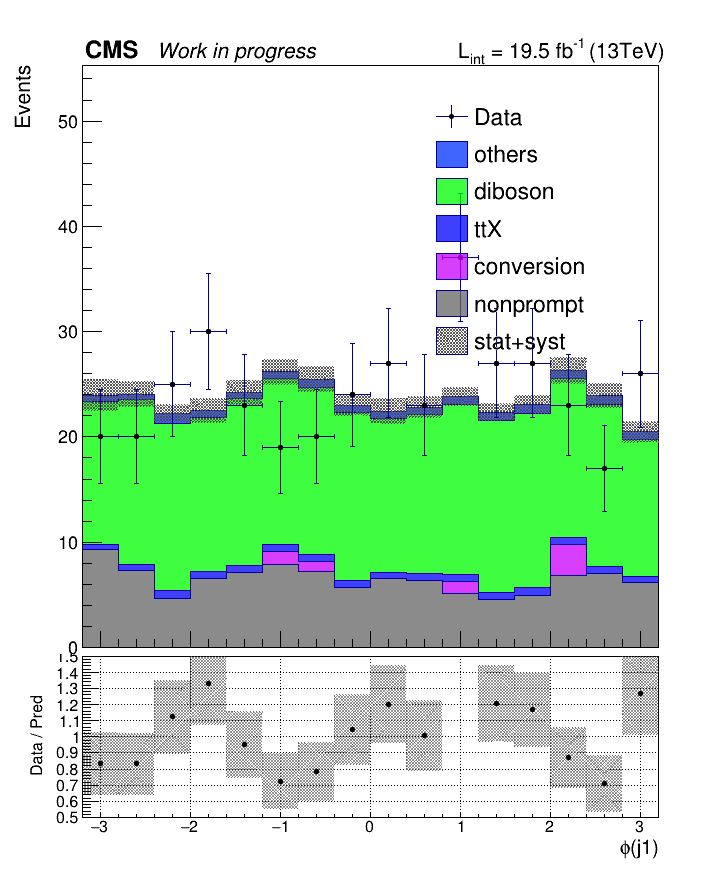 CMS Work in progress L_int = 19.5 fb^-1 (13TeV)
Events
50
40
30
20
10
0
Data
others
diboson
ttX
conversion
nonprompt
stat+syst
Data / Pred
1.5
1.4
1.3
1.2
1.1
1
0.9
0.8
0.7
0.6
0.5
−3 −2 −1 0 1 2 3
ϕ(j1)